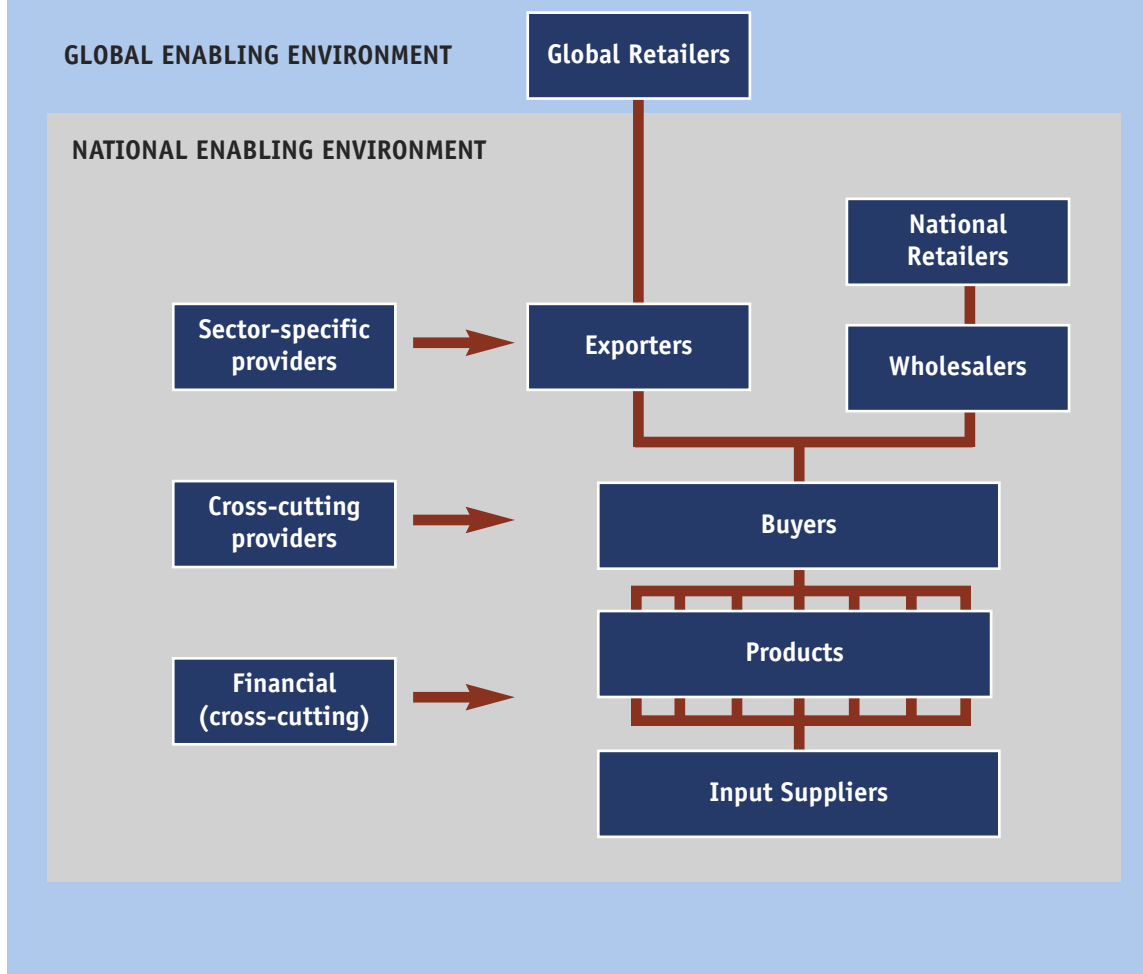 GLOBAL ENABLING ENVIRONMENT
Global Retailers
NATIONAL ENABLING ENVIRONMENT
National
Retailers
Sector-specific
providers
Exporters
Wholesalers
Cross-cutting
providers
Buyers
Products
Financial
(cross-cutting)
Input Suppliers